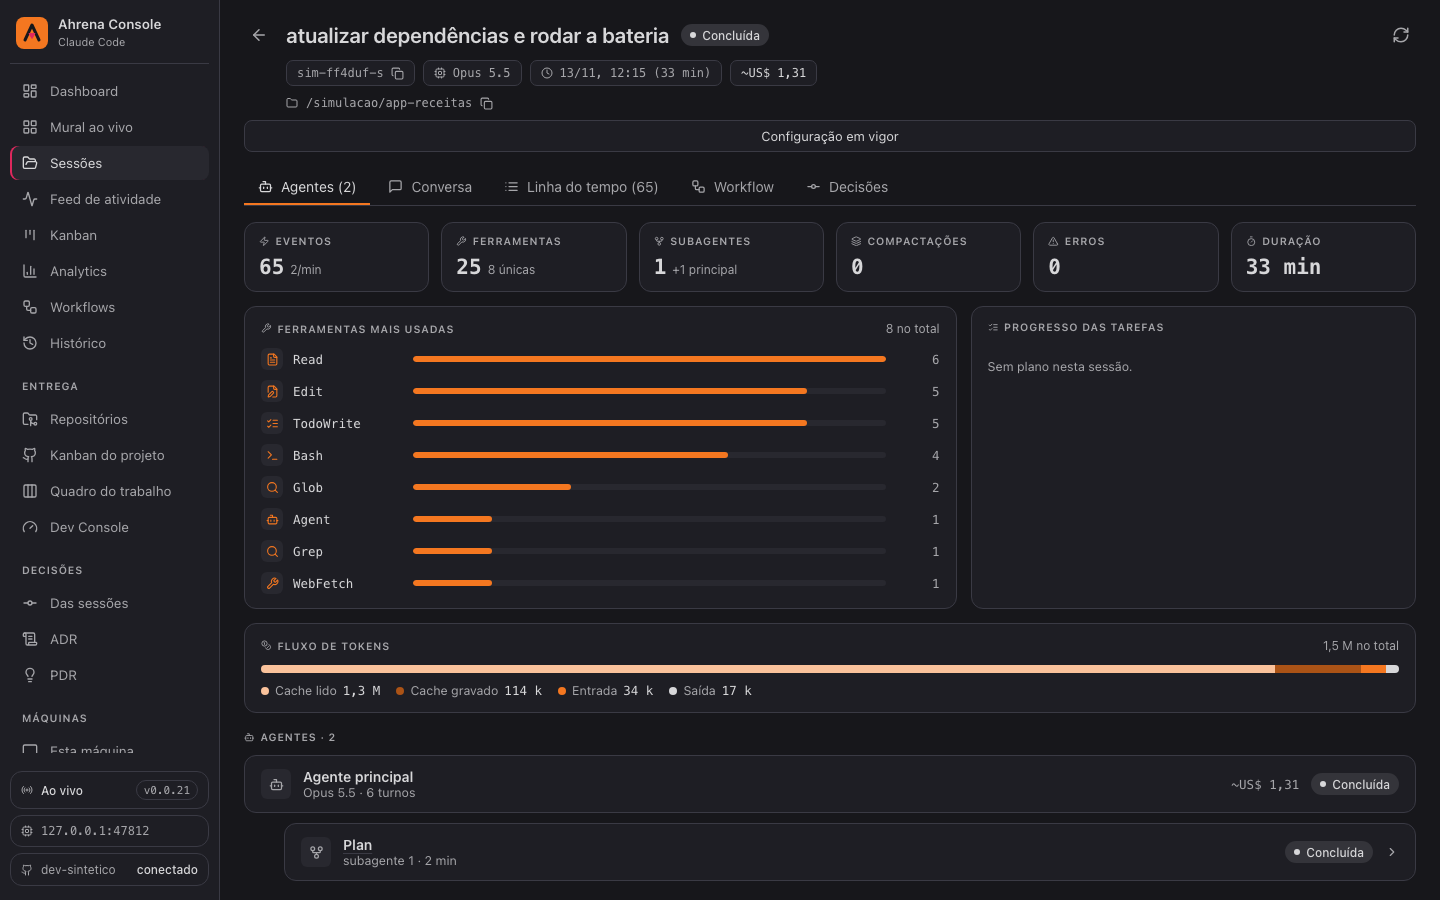 Ahrena Console
Claude Code
Dashboard
Mural ao vivo
Sessões
Feed de atividade
Kanban
Analytics
Workflows
Histórico
ENTREGA
Repositórios
Kanban do projeto
Quadro do trabalho
Dev Console
DECISÕES
Das sessões
ADR
PDR
MÁQUINAS
Esta máquina
Ao vivo v0.0.21
127.0.0.1:47812
dev-sintetico conectado
atualizar dependências e rodar a bateria Concluída
sim-ff4duf-s Opus 5.5 13/11, 12:15 (33 min) ~US$ 1,31
/simulacao/app-receitas
Configuração em vigor
Agentes (2) Conversa Linha do tempo (65) Workflow Decisões
EVENTOS
65 2/min
FERRAMENTAS
25 8 únicas
SUBAGENTES
1 +1 principal
COMPACTAÇÕES
0
ERROS
0
DURAÇÃO
33 min
FERRAMENTAS MAIS USADAS 8 no total
Read 6
Edit 5
TodoWrite 5
Bash 4
Glob 2
Agent 1
Grep 1
WebFetch 1
PROGRESSO DAS TAREFAS
Sem plano nesta sessão.
FLUXO DE TOKENS 1,5 M no total
Cache lido 1,3 M Cache gravado 114 k Entrada 34 k Saída 17 k
AGENTES · 2
Agente principal
Opus 5.5 · 6 turnos
~US$ 1,31 Concluída
Plan
subagente 1 · 2 min
Concluída